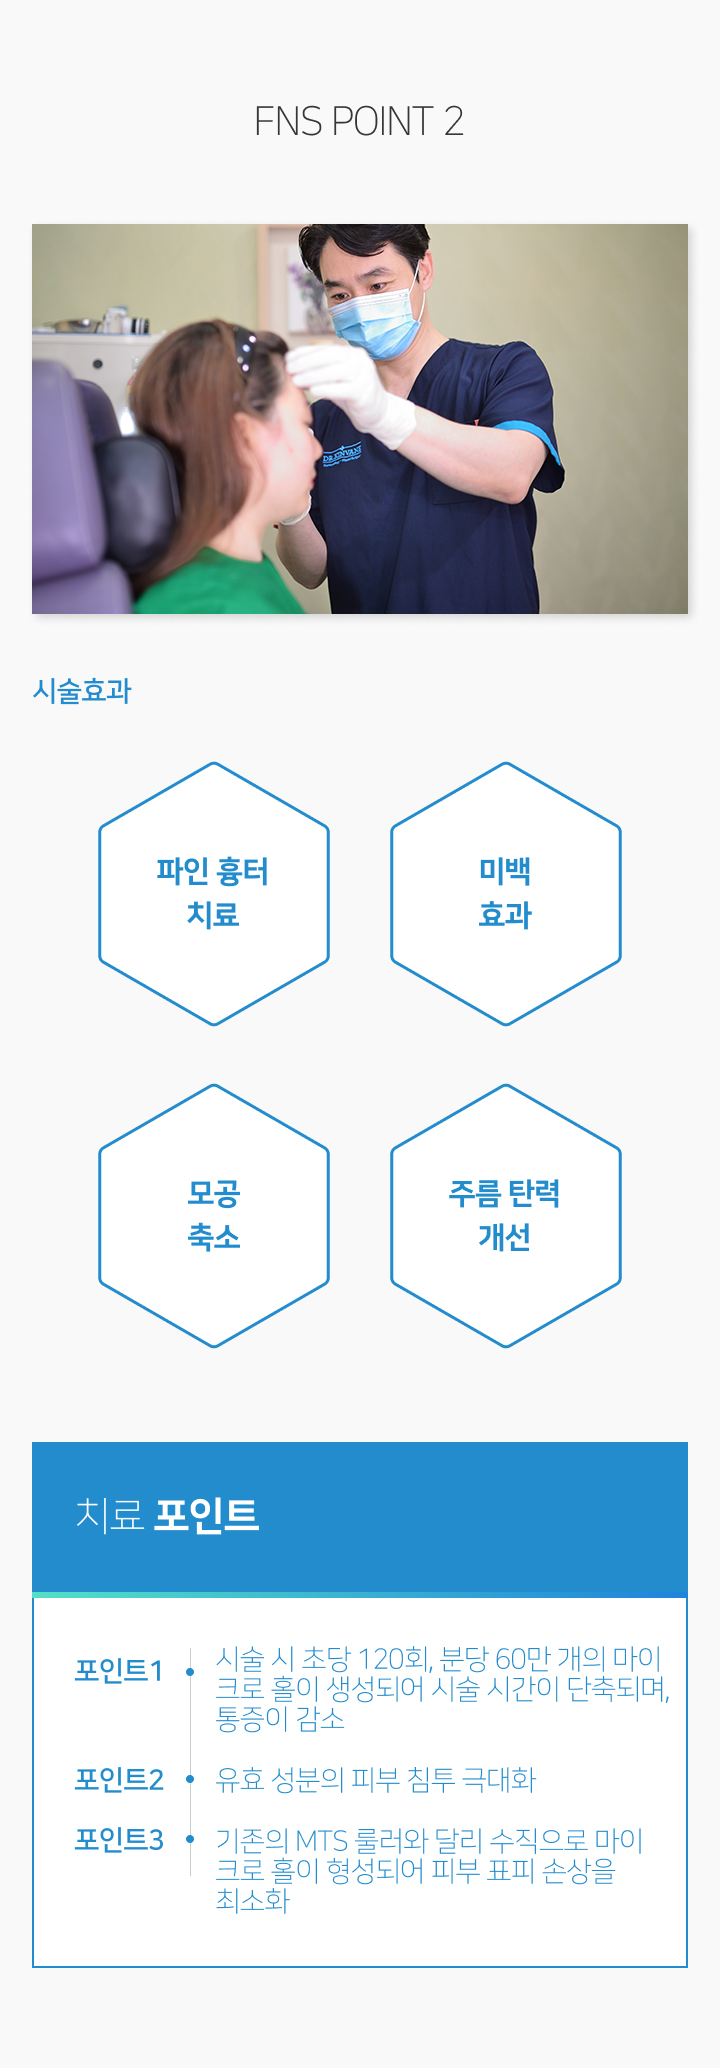 FNS POINT 2
시술효과
파인 흉터
치료
미백
효과
모공
축소
주름 탄력
개선
치료 포인트
포인트1
시술 시 초당 120회, 분당 60만 개의 마이
크로 홀이 생성되어 시술 시간이 단축되며,
통증이 감소
포인트2
유효 성분의 피부 침투 극대화
포인트3
기존의 MTS 룰러와 달리 수직으로 마이
크로 홀이 형성되어 피부 표피 손상을
최소화